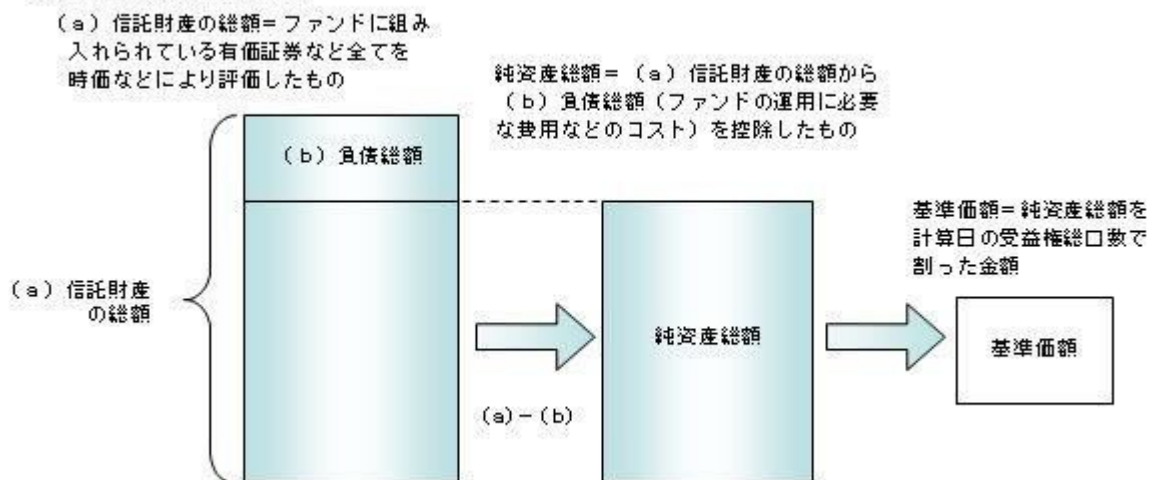 (a)信託財産の総額=ファンドに組み
入れられている有価証券など全てを
時価などにより評価したもの
純資産総額=(a)信託財産の総額から
(b)負債総額(ファンドの運用に必要
な費用などのコスト)を控除したもの
(b)負債総額
基準価額=純資産総額を
計算日の受益権総口数で
割った金額
(a)信託財産
の総額
純資産総額
基準価額
(a)-(b)